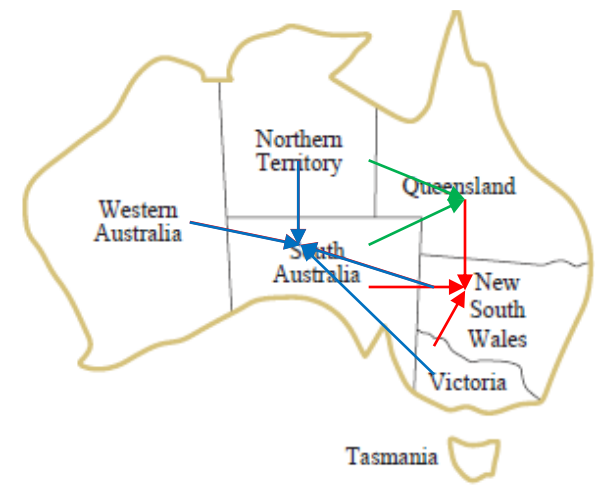 Northern
Territory
Queensland
Western
Australia
South
Australia
New
South
Wales
Victoria
Tasmania